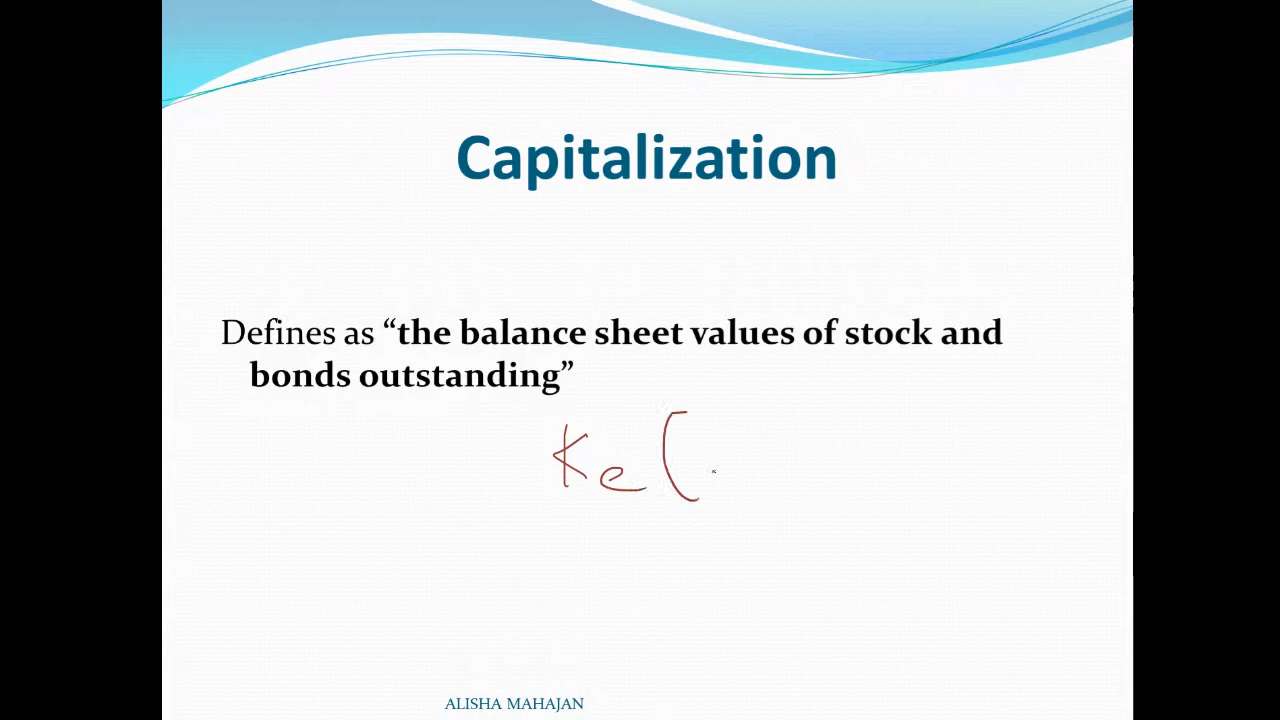 Capitalization
Defines as “the balance sheet values of stock and
bonds outstanding”
Ke (
ALISHA MAHAJAN